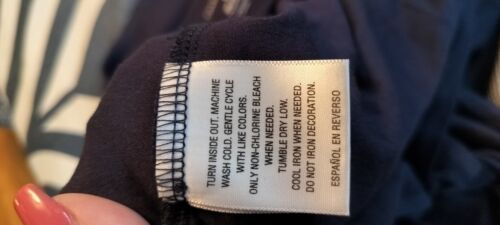 TURN INSIDE OUT. MACHINE
WASH COLD, GENTLE CYCLE
WITH LIKE COLORS.
ONLY NON-CHLORINE BLEACH
WHEN NEEDED.
TUMBLE DRY LOW.
COOL IRON WHEN NEEDED.
DO NOT IRON DECORATION.
ESPAÑOL EN REVERSO